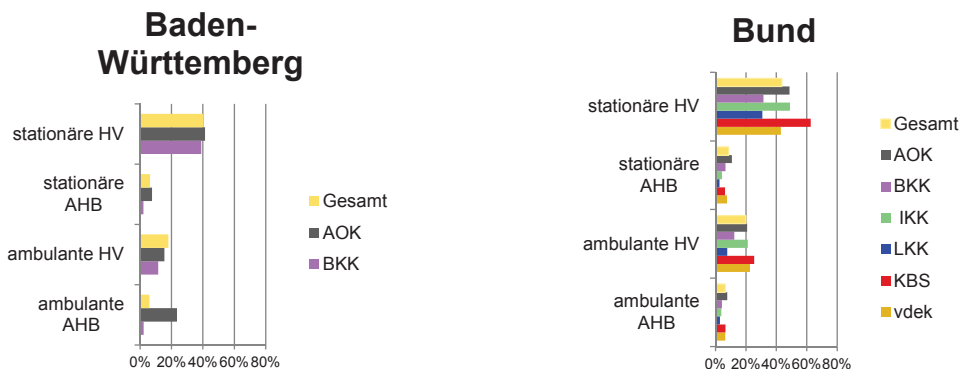 Baden-
Württemberg
stationäre HV
stationäre
AHB
ambulante HV
ambulante
AHB
0% 20% 40% 60% 80%
Gesamt
AOK
BKK
Bund
stationäre HV
stationäre
AHB
ambulante HV
ambulante
AHB
0% 20% 40% 60% 80%
Gesamt
AOK
BKK
IKK
LKK
KBS
vdek